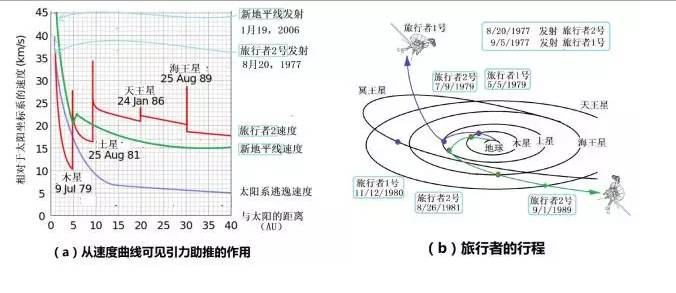 相对于太阳坐标系的速度 (km/s)
45
40
35
30
25
20
15
10
5
0
新地平线发射
1月19，2006
旅行者2号发射
8月20，1977
海王星：
25 Aug 89
天王星：
24 Jan 86
土星：
25 Aug 81
木星：
9 Jul 79
旅行者2速度
新地平线速度
太阳系逃逸速度
0 5 10 15 20 25 30 35 40
与太阳的距离
(AU)
（a）从速度曲线可见引力助推的作用
旅行者1号
8/20/1977 发射 旅行者2号
9/5/1977 发射 旅行者1号
旅行者2号
7/9/1979
旅行者1号
5/5/1979
冥王星
天王星
地球
木星
土星
海王星
旅行者1号
11/12/1980
旅行者2号
8/26/1981
旅行者2号
9/1/1989
旅行者2号
（b）旅行者的行程